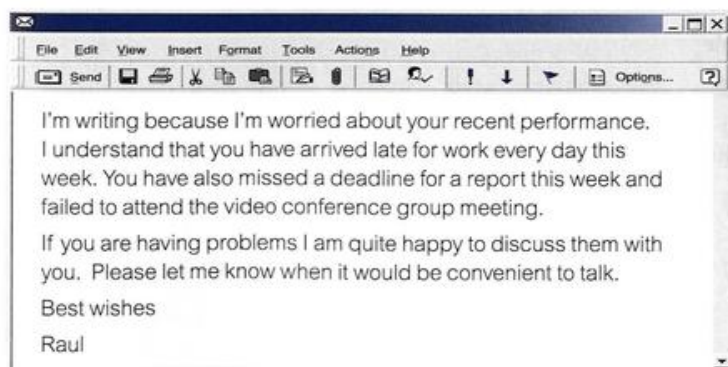 File Edit View Insert Format Tools Actions Help
Send Options...
I'm writing because I'm worried about your recent performance.
I understand that you have arrived late for work every day this
week. You have also missed a deadline for a report this week and
failed to attend the video conference group meeting.
If you are having problems I am quite happy to discuss them with
you. Please let me know when it would be convenient to talk.
Best wishes
Raul